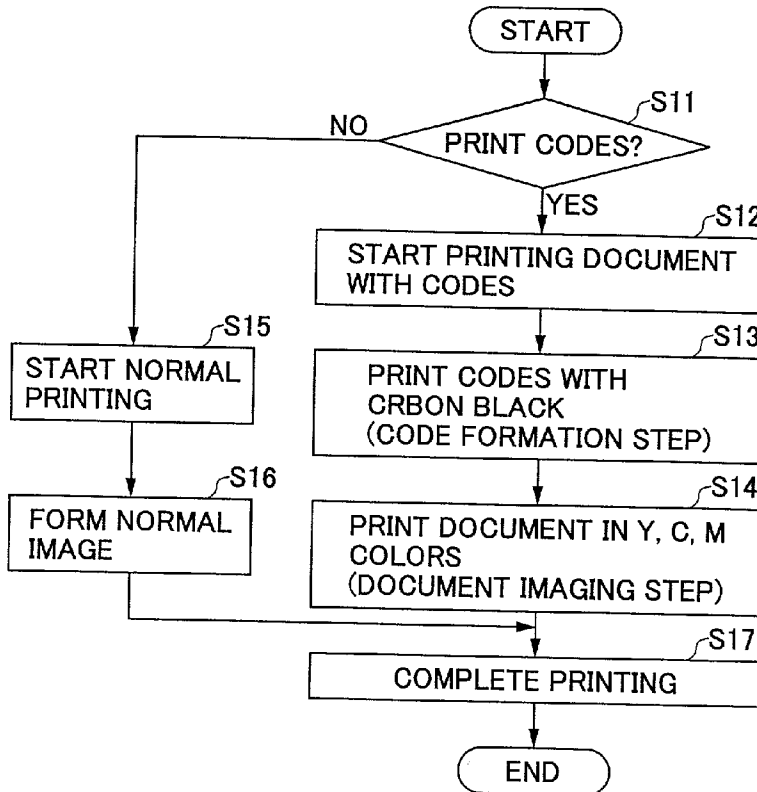 START
S11
PRINT CODES?
NO
YES
S12
START PRINTING DOCUMENT
WITH CODES
S13
PRINT CODES WITH
CRBON BLACK
(CODE FORMATION STEP)
S14
PRINT DOCUMENT IN Y, C, M
COLORS
(DOCUMENT IMAGING STEP)
S15
START NORMAL
PRINTING
S16
FORM NORMAL
IMAGE
S17
COMPLETE PRINTING
END